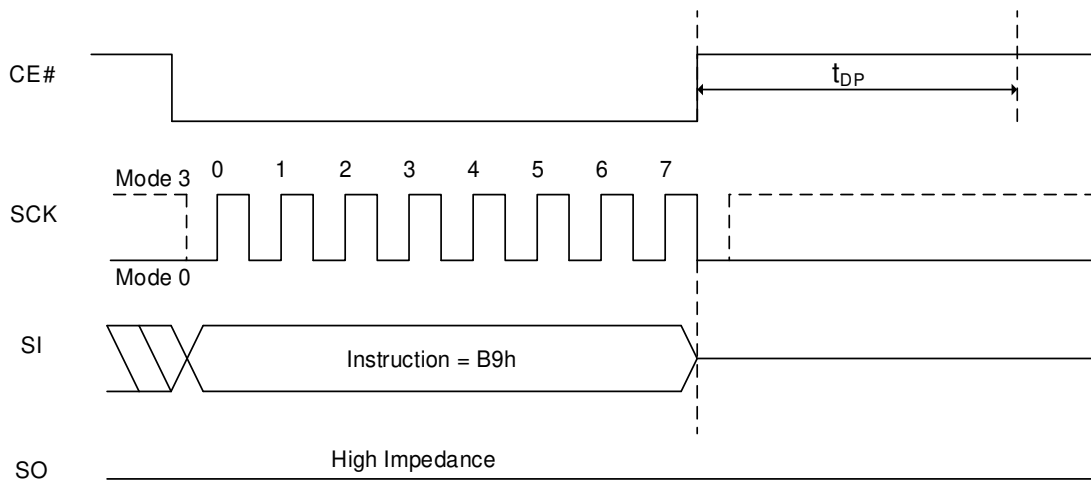 CE#
tDP
0 1 2 3 4 5 6 7
Mode 3
SCK
Mode 0
SI
Instruction = B9h
High Impedance
SO